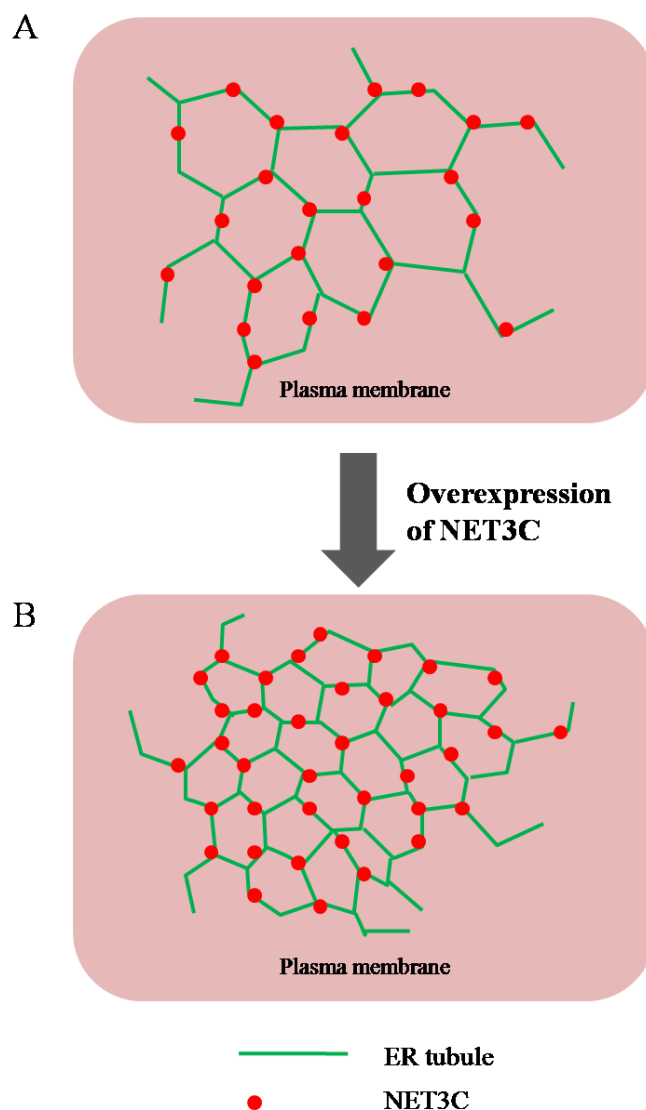 A
Plasma membrane
Overexpression
of NET3C
B
Plasma membrane
ER tubule
NET3C